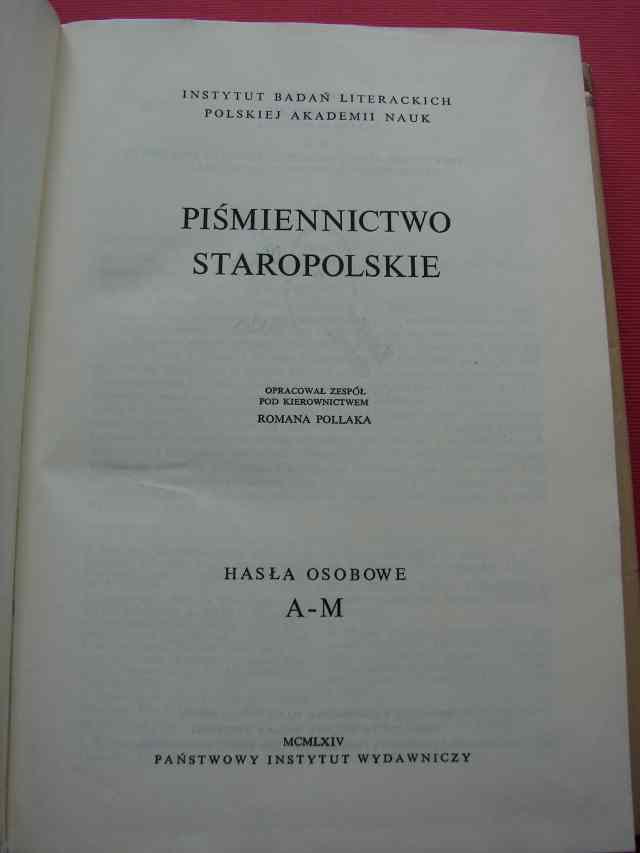 INSTYTUT BADAŃ LITERACKICH
POLSKIEJ AKADEMII NAUK
PIŚMIENNICTWO
STAROPOLSKIE
OPRACOWAŁ ZESPÓŁ
POD KIEROWNICTWEM
ROMANA POLLAKA
HASŁA OSOBOWE
A-M
MCMLXIV
PAŃSTWOWY INSTYTUT WYDAWNICZY